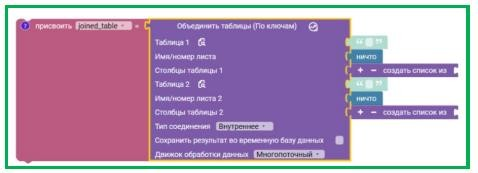 ? присвоить joined_table = Объединить таблицы (По ключам)
Таблица 1 “ ”
Имя/номер листа ничто
Столбцы таблицы 1 + − создать список из
Таблица 2 “ ”
Имя/номер листа 2 ничто
Столбцы таблицы 2 + − создать список из
Тип соединения Внутреннее
Сохранить результат во временную базу данных
Движок обработки данных Многопоточный